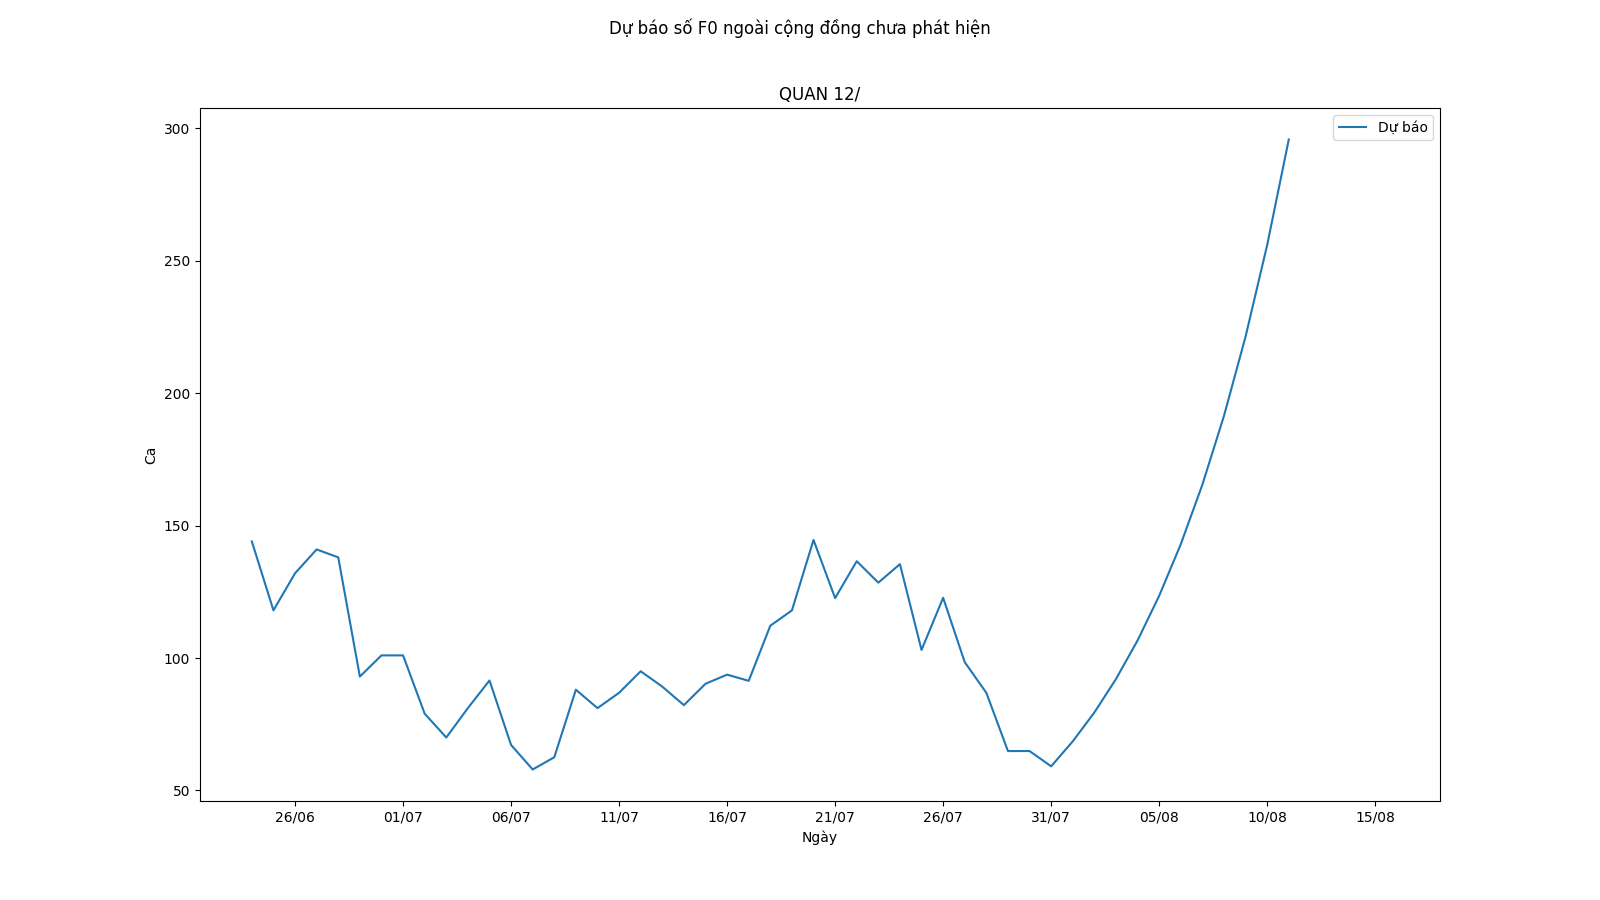 Dự báo số F0 ngoài cộng đồng chưa phát hiện
QUAN 12/
Dự báo
300
250
200
150
100
50
Ca
26/06 01/07 06/07 11/07 16/07 21/07 26/07 31/07 05/08 10/08 15/08
Ngày